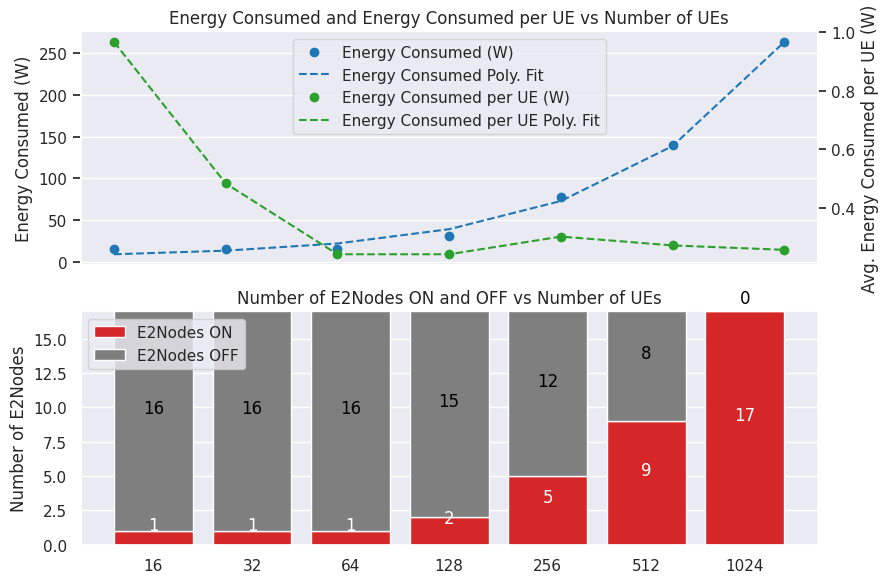 Energy Consumed and Energy Consumed per UE vs Number of UEs
Energy Consumed (W)
250
200
150
100
50
0
Energy Consumed (W)
Energy Consumed Poly. Fit
Energy Consumed per UE (W)
Energy Consumed per UE Poly. Fit
1.0
0.8
0.6
0.4
Avg. Energy Consumed per UE (W)
Number of E2Nodes ON and OFF vs Number of UEs
Number of E2Nodes
15.0
12.5
10.0
7.5
5.0
2.5
0.0
E2Nodes ON
E2Nodes OFF
0
16 16 16 15 12 8
1 1 1 2 5 9 17
16 32 64 128 256 512 1024